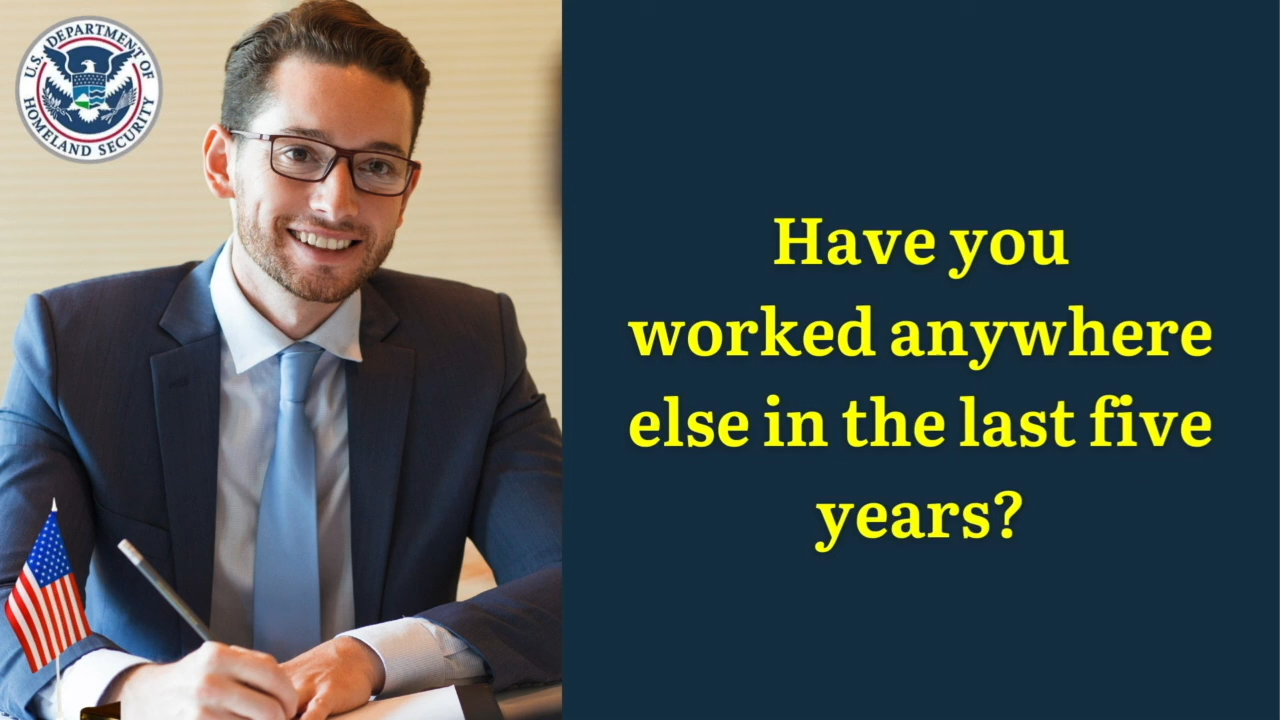 U.S. DEPARTMENT OF
HOMELAND SECURITY
Have you
worked anywhere
else in the last five
years?